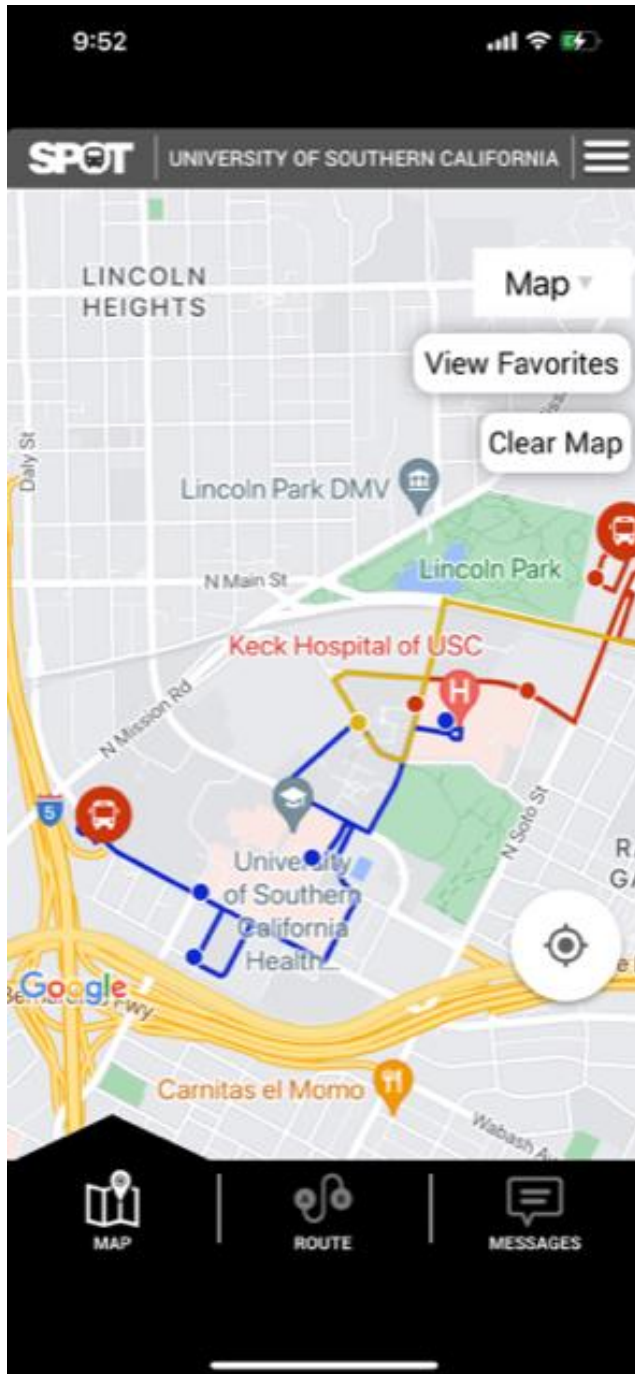 9:52
SPOT
UNIVERSITY OF SOUTHERN CALIFORNIA
LINCOLN
HEIGHTS
Map
View Favorites
Clear Map
Daly St
Lincoln Park DMV
Lincoln Park
N Main St
Keck Hospital of USC
H
N Mission Rd
5
N Soto St
University
of Southern
California
Health...
Google
Fwy
Carnitas el Momo
Wabash
MAP
ROUTE
MESSAGES